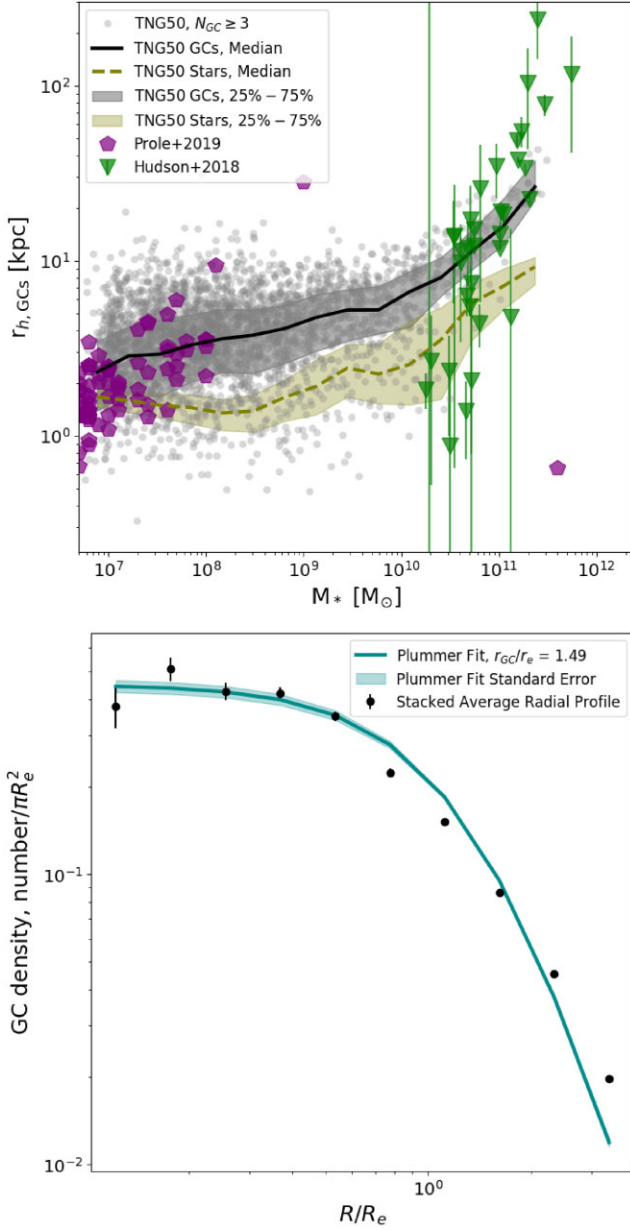 TNG50, N_GC ≥ 3
TNG50 GCs, Median
TNG50 Stars, Median
TNG50 GCs, 25% − 75%
TNG50 Stars, 25% − 75%
Prole+2019
Hudson+2018
10²
10¹
10⁰
r_h,GCs [kpc]
10⁷ 10⁸ 10⁹ 10¹⁰ 10¹¹ 10¹²
M_* [M_⊙]
Plummer Fit, r_GC/r_e = 1.49
Plummer Fit Standard Error
Stacked Average Radial Profile
GC density, number/πR_e²
10⁻¹
10⁻²
10⁰
R/R_e